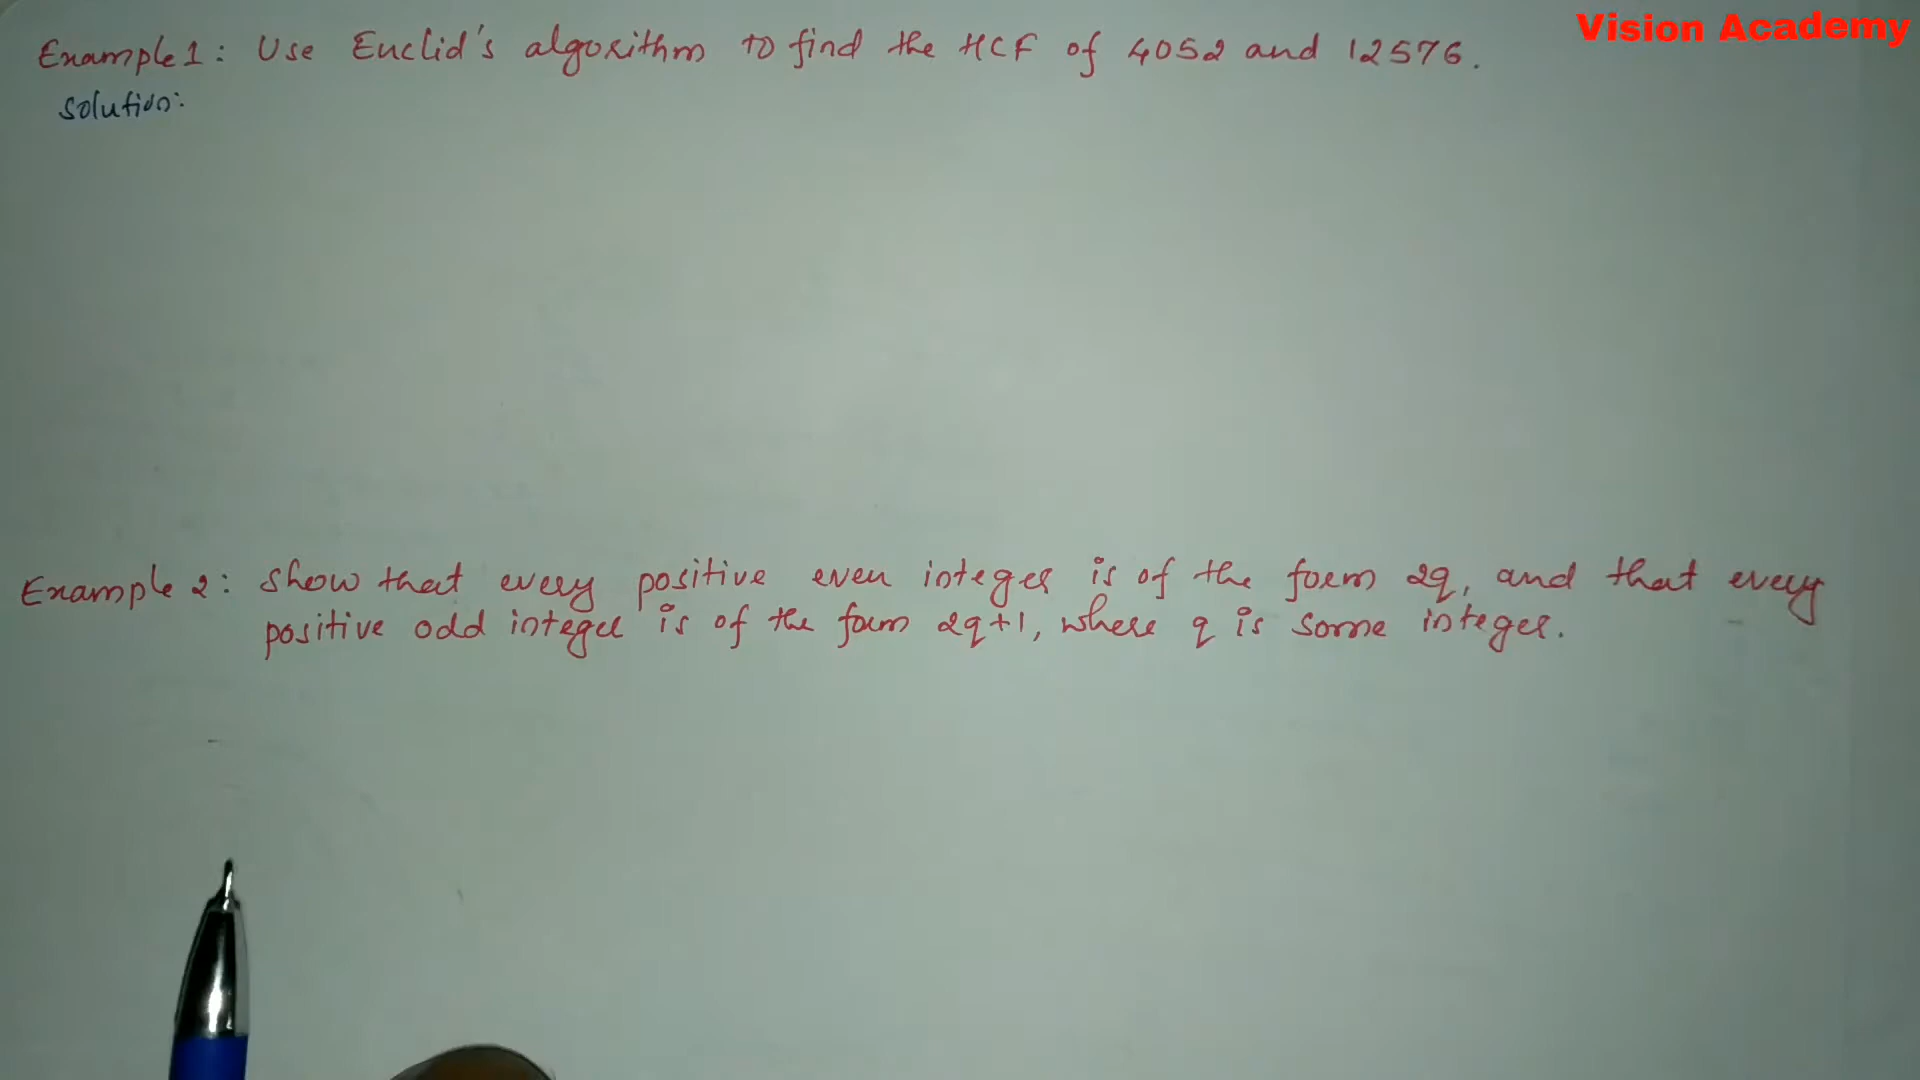 Vision Academy
Example 1: Use Euclid's algorithm to find the HCF of 4052 and 12576.
Solution:
Example 2: Show that every positive even integer is of the form 2q, and that every
positive odd integer is of the form 2q+1, where q is some integer.